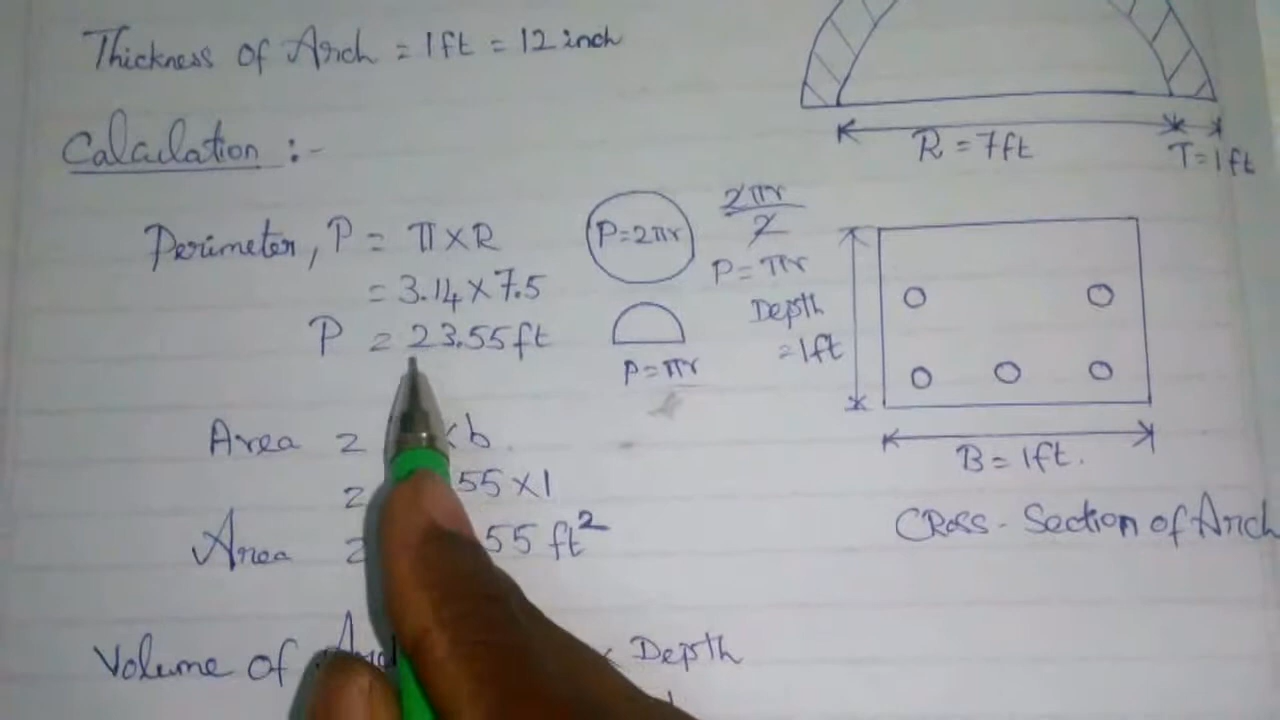 Thickness of Arch = 1ft = 12 inch
R = 7ft
T = 1ft
Calculation :-
Perimeter, P = π × R
= 3.14 × 7.5
P = 23.55 ft
P = 2πr
2πr
2
P = πr
P = πr
Depth
= 1ft
B = 1ft.
Cross - Section of Arch
Area = × b
= 55 × 1
Area = 55 ft²
Volume of × Depth